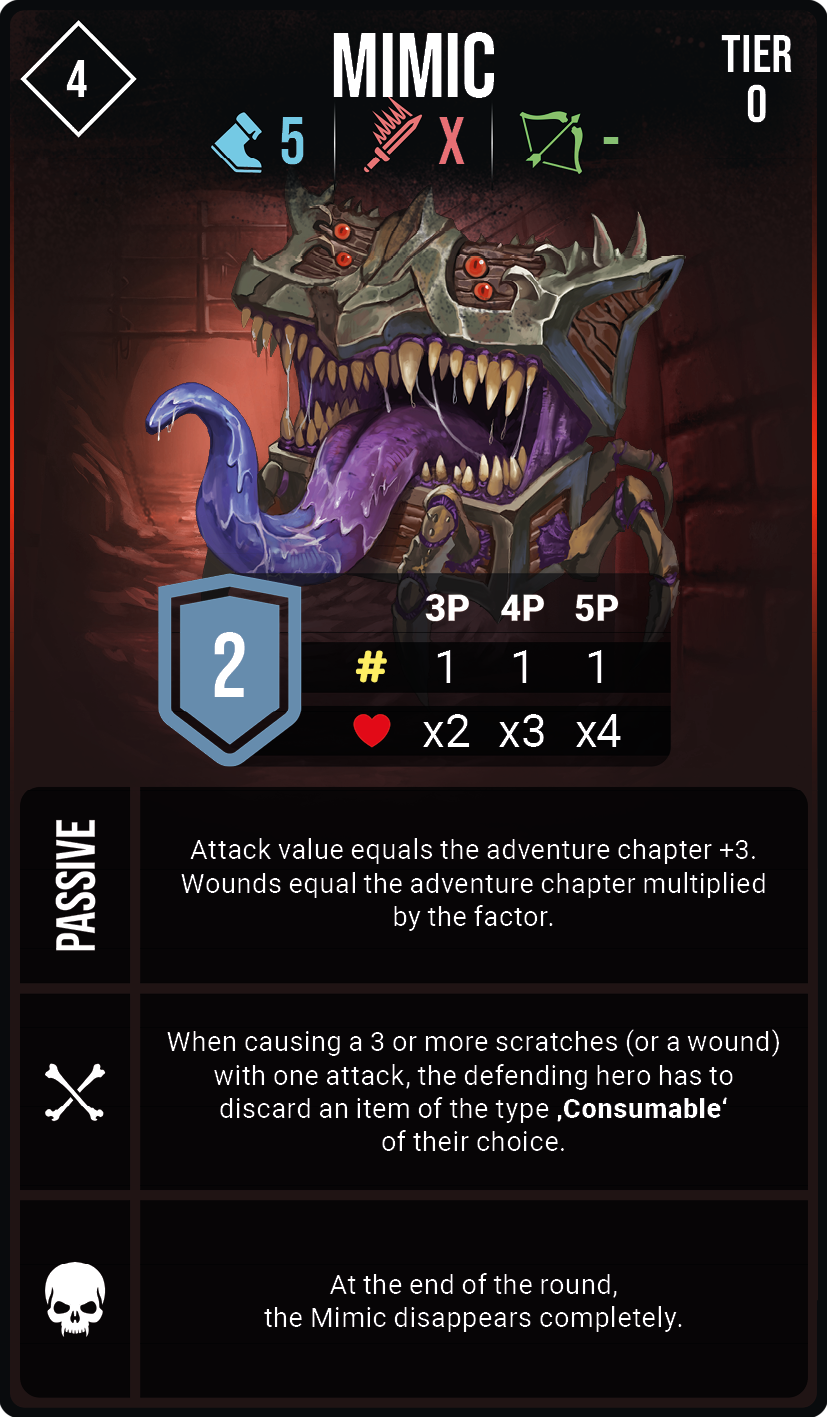 4
MIMIC
TIER
0
5
X
-
3P 4P 5P
2
# 1 1 1
x2 x3 x4
PASSIVE
Attack value equals the adventure chapter +3.
Wounds equal the adventure chapter multiplied
by the factor.
When causing a 3 or more scratches (or a wound)
with one attack, the defending hero has to
discard an item of the type ‚Consumable‘
of their choice.
At the end of the round,
the Mimic disappears completely.